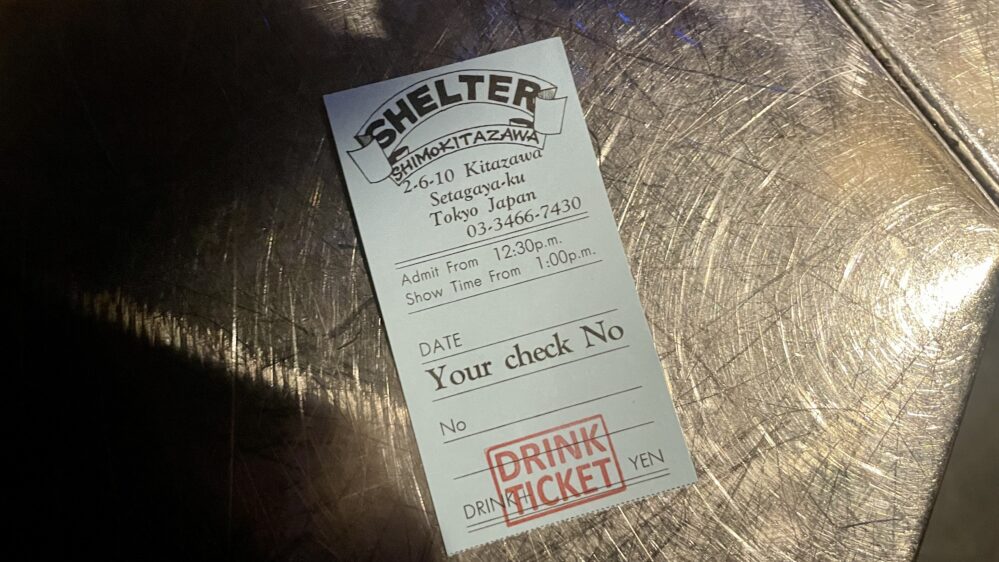 SHELTER
SHIMOKITAZAWA
2-6-10 Kitazawa
Setagaya-ku
Tokyo Japan
03-3466-7430
Admit From 12:30p.m.
Show Time From 1:00p.m.
DATE
Your check No
No
DRINK
TICKET
DRINK+ YEN